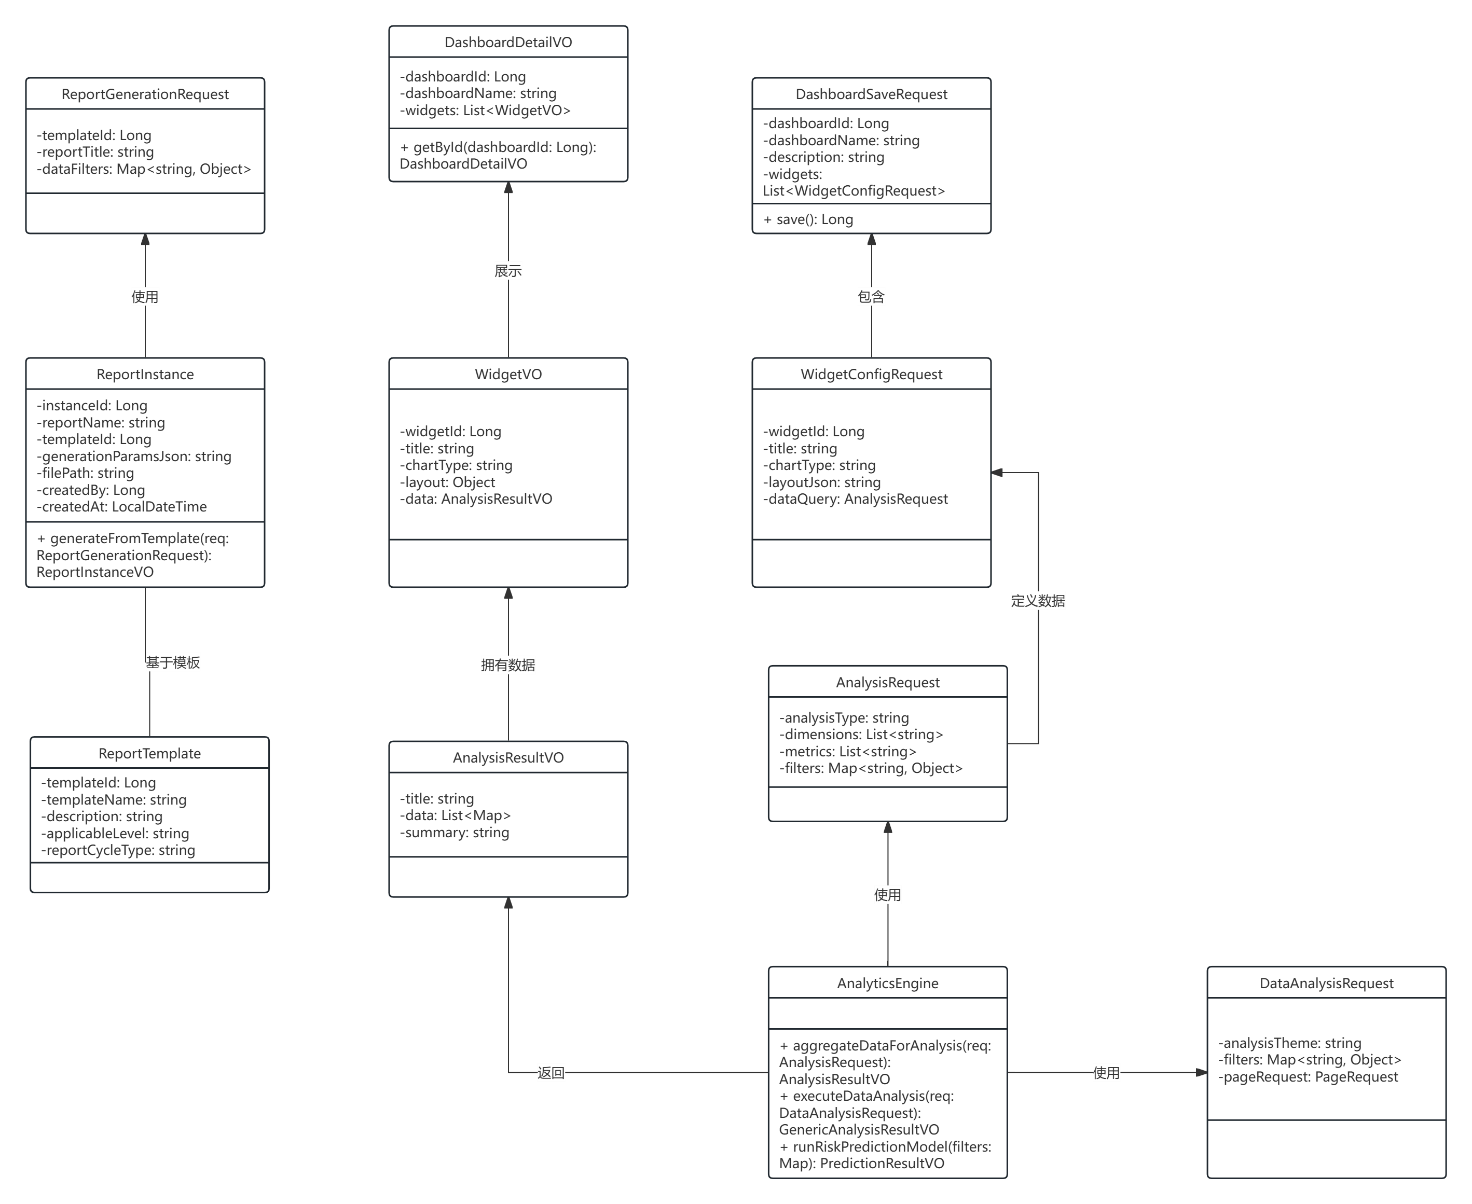 DashboardDetailVO
-dashboardId: Long
-dashboardName: string
-widgets: List<WidgetVO>
+ getById(dashboardId: Long):
DashboardDetailVO
ReportGenerationRequest
-templateId: Long
-reportTitle: string
-dataFilters: Map<string, Object>
DashboardSaveRequest
-dashboardId: Long
-dashboardName: string
-description: string
-widgets:
List<WidgetConfigRequest>
+ save(): Long
使用
展示
包含
ReportInstance
-instanceId: Long
-reportName: string
-templateId: Long
-generationParamsJson: string
-filePath: string
-createdBy: Long
-createdAt: LocalDateTime
+ generateFromTemplate(req:
ReportGenerationRequest):
ReportInstanceVO
WidgetVO
-widgetId: Long
-title: string
-chartType: string
-layout: Object
-data: AnalysisResultVO
WidgetConfigRequest
-widgetId: Long
-title: string
-chartType: string
-layoutJson: string
-dataQuery: AnalysisRequest
基于模板
拥有数据
定义数据
ReportTemplate
-templateId: Long
-templateName: string
-description: string
-applicableLevel: string
-reportCycleType: string
AnalysisResultVO
-title: string
-data: List<Map>
-summary: string
AnalysisRequest
-analysisType: string
-dimensions: List<string>
-metrics: List<string>
-filters: Map<string, Object>
使用
返回
AnalyticsEngine
+ aggregateDataForAnalysis(req:
AnalysisRequest):
AnalysisResultVO
+ executeDataAnalysis(req:
DataAnalysisRequest):
GenericAnalysisResultVO
+ runRiskPredictionModel(filters:
Map): PredictionResultVO
使用
DataAnalysisRequest
-analysisTheme: string
-filters: Map<string, Object>
-pageRequest: PageRequest